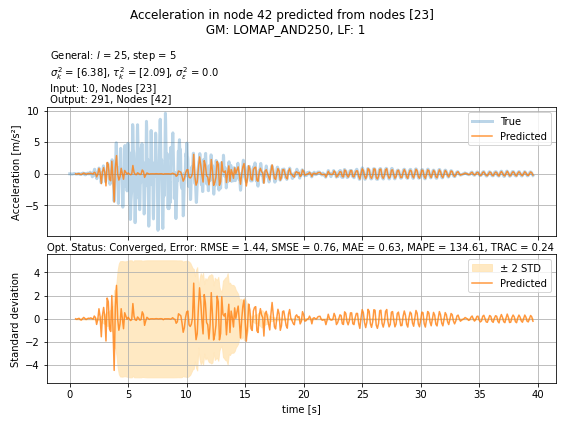 Acceleration in node 42 predicted from nodes [23]
GM: LOMAP_AND250, LF: 1
General: l = 25, step = 5
σ²ₖ = [6.38], τ²ₖ = [2.09], σ²ₑ = 0.0
Input: 10, Nodes [23]
Output: 291, Nodes [42]
10
5
0
−5
Acceleration [m/s²]
True
Predicted
Opt. Status: Converged, Error: RMSE = 1.44, SMSE = 0.76, MAE = 0.63, MAPE = 134.61, TRAC = 0.24
4
2
0
−2
−4
Standard deviation
± 2 STD
Predicted
0 5 10 15 20 25 30 35 40
time [s]